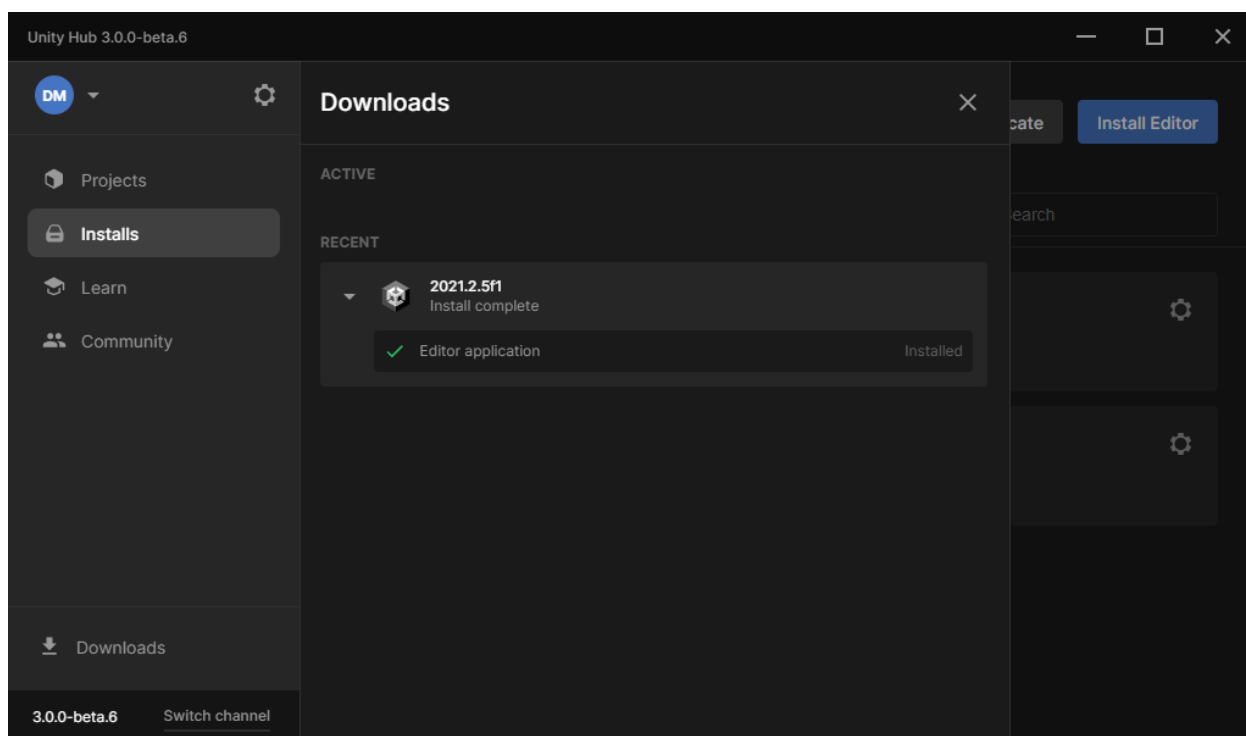 Unity Hub 3.0.0-beta.6
DM
Projects
Installs
Learn
Community
Downloads
3.0.0-beta.6 Switch channel
Downloads
ACTIVE
RECENT
2021.2.5f1
Install complete
Editor application Installed
cate Install Editor
Search